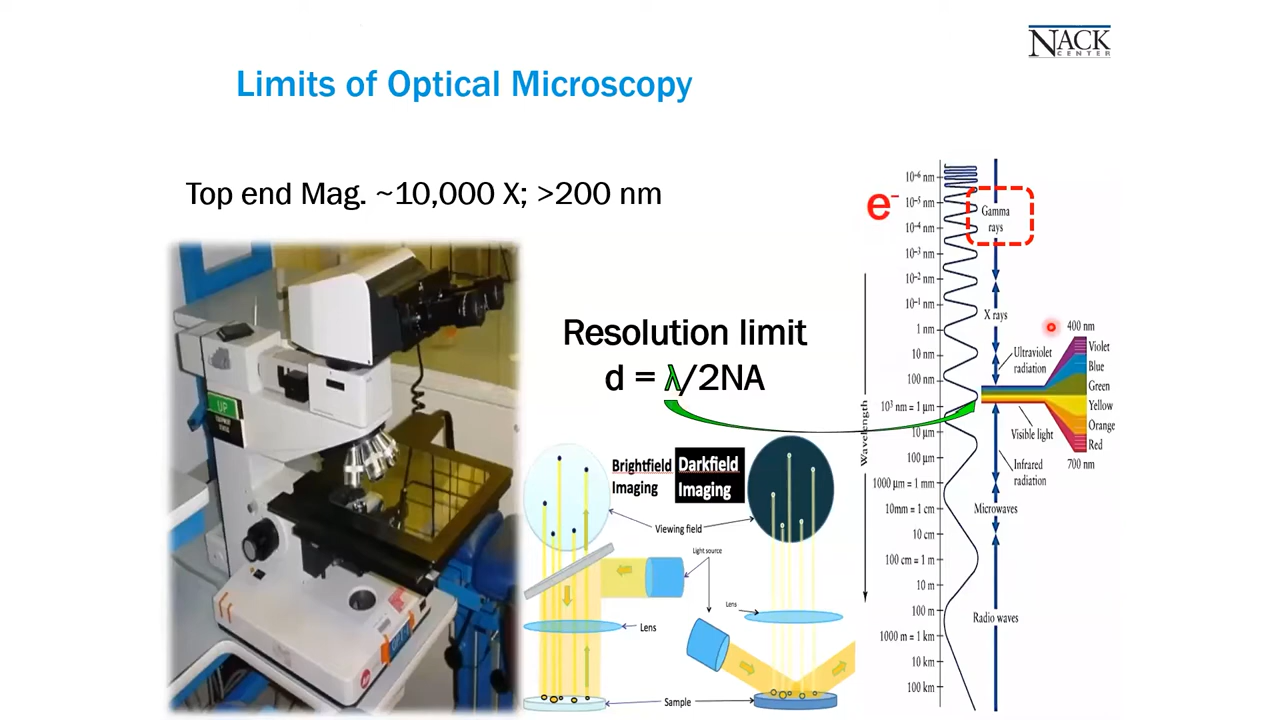 NACK
CENTER
Limits of Optical Microscopy
Top end Mag. ~10,000 X; >200 nm
Resolution limit
d = λ/2NA
UP
Brightfield
Imaging
Darkfield
Imaging
Viewing field
Light source
Lens
Lens
Sample
e-
Wavelength
10-6 nm
10-5 nm
10-4 nm
10-3 nm
10-2 nm
10-1 nm
1 nm
10 nm
100 nm
103 nm = 1 μm
10 μm
100 μm
1000 μm = 1 mm
10mm = 1 cm
10 cm
100 cm = 1 m
10 m
100 m
1000 m = 1 km
10 km
100 km
Gamma
rays
X rays
Ultraviolet
radiation
Visible light
Infrared
radiation
Microwaves
Radio waves
400 nm
Violet
Blue
Green
Yellow
Orange
Red
700 nm